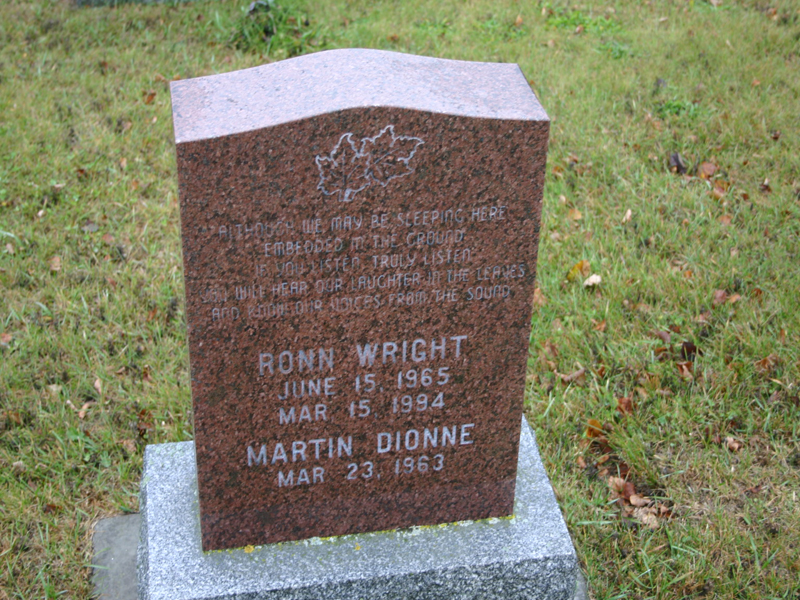 ALTHOUGH WE MAY BE SLEEPING HERE
EMBEDDED IN THE GROUND,
IF YOU LISTEN, TRULY LISTEN
YOU WILL HEAR OUR LAUGHTER IN THE LEAVES
AND KNOW OUR VOICES FROM THE SOUND
RONN WRIGHT
JUNE 15, 1965
MAR 15 1994
MARTIN DIONNE
MAR 23, 1963